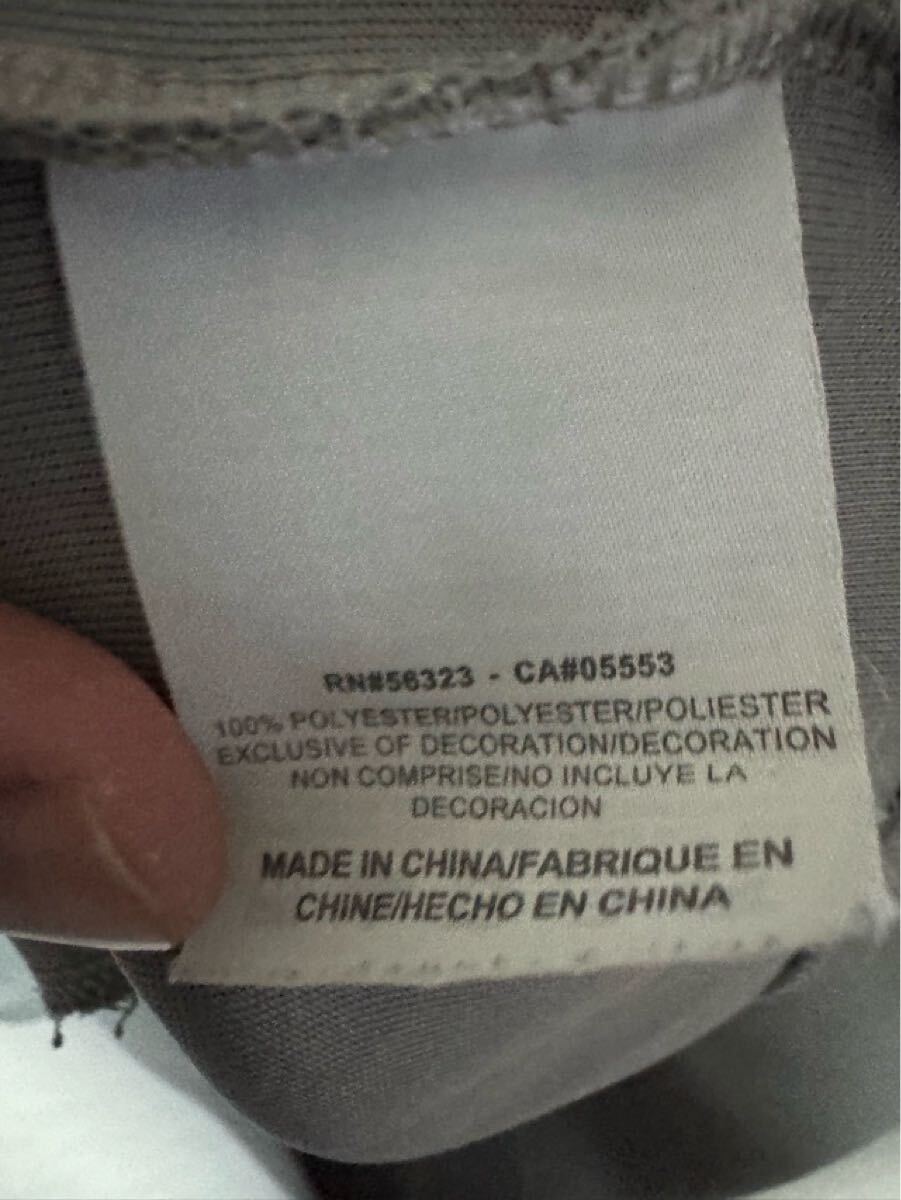 RN#56323 - CA#05553
100% POLYESTER/POLYESTER/POLIESTER
EXCLUSIVE OF DECORATION/DECORATION
NON COMPRISE/NO INCLUYE LA
DECORACION
MADE IN CHINA/FABRIQUE EN
CHINE/HECHO EN CHINA